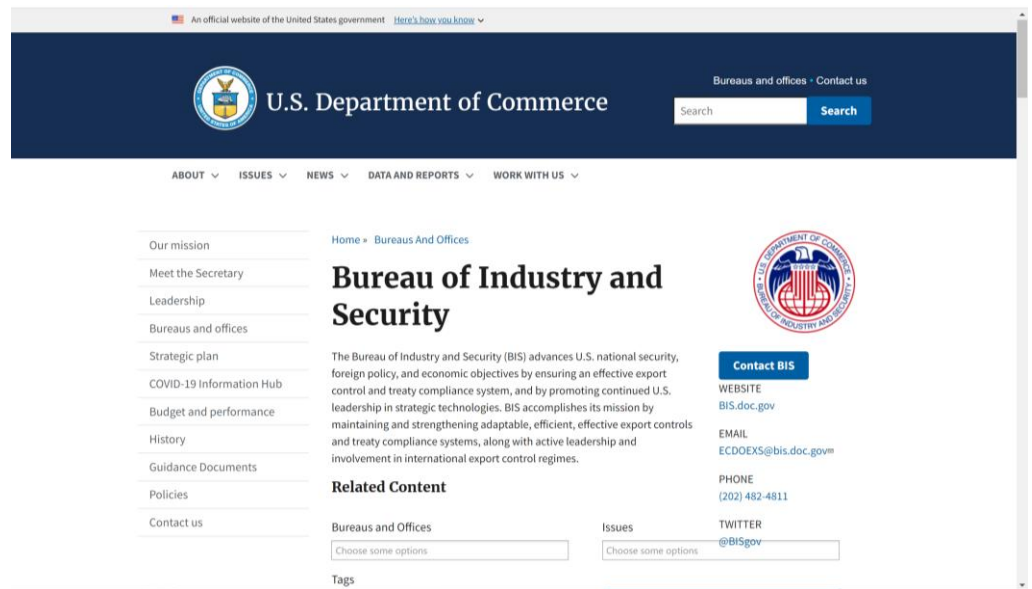 An official website of the United States government Here's how you know
Bureaus and offices • Contact us
U.S. Department of Commerce
Search
Search
ABOUT
ISSUES
NEWS
DATA AND REPORTS
WORK WITH US
Our mission
Meet the Secretary
Leadership
Bureaus and offices
Strategic plan
COVID-19 Information Hub
Budget and performance
History
Guidance Documents
Policies
Contact us
Home » Bureaus And Offices
Bureau of Industry and
Security
The Bureau of Industry and Security (BIS) advances U.S. national security,
foreign policy, and economic objectives by ensuring an effective export
control and treaty compliance system, and by promoting continued U.S.
leadership in strategic technologies. BIS accomplishes its mission by
maintaining and strengthening adaptable, efficient, effective export controls
and treaty compliance systems, along with active leadership and
involvement in international export control regimes.
Related Content
Bureaus and Offices
Choose some options
Issues
Choose some options
Tags
U.S. DEPARTMENT OF COMMERCE
BUREAU OF INDUSTRY AND SECURITY
Contact BIS
WEBSITE
BIS.doc.gov
EMAIL
ECDOEXS@bis.doc.gov
PHONE
(202) 482-4811
TWITTER
@BISgov